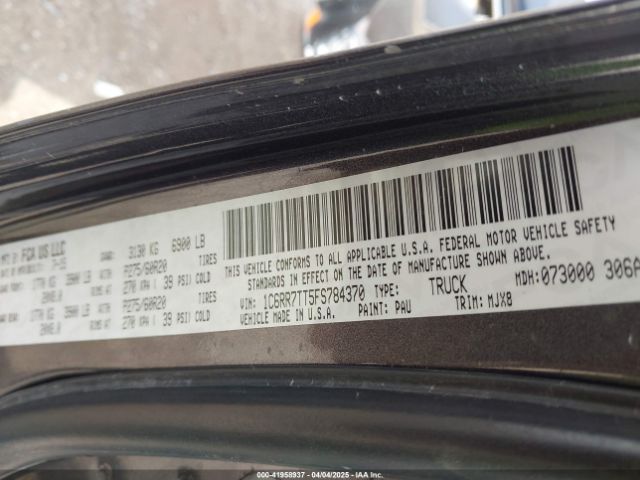 MFD BY FCA US LLC
GVWR: 3130 KG 6900 LB
TIRES
P275/60R20
270 KPA ( 39 PSI) COLD
TIRES
P275/60R20
270 KPA ( 39 PSI)
THIS VEHICLE CONFORMS TO ALL APPLICABLE U.S.A. FEDERAL MOTOR VEHICLE SAFETY
STANDARDS IN EFFECT ON THE DATE OF MANUFACTURE SHOWN ABOVE.
VIN: 1C6RR7TT5FS784370 TYPE: TRUCK MDH: 073000 306A
VEHICLE MADE IN U.S.A. PAINT: PAU TRIM: MJX8
000-41958937 - 04/04/2025 - IAA